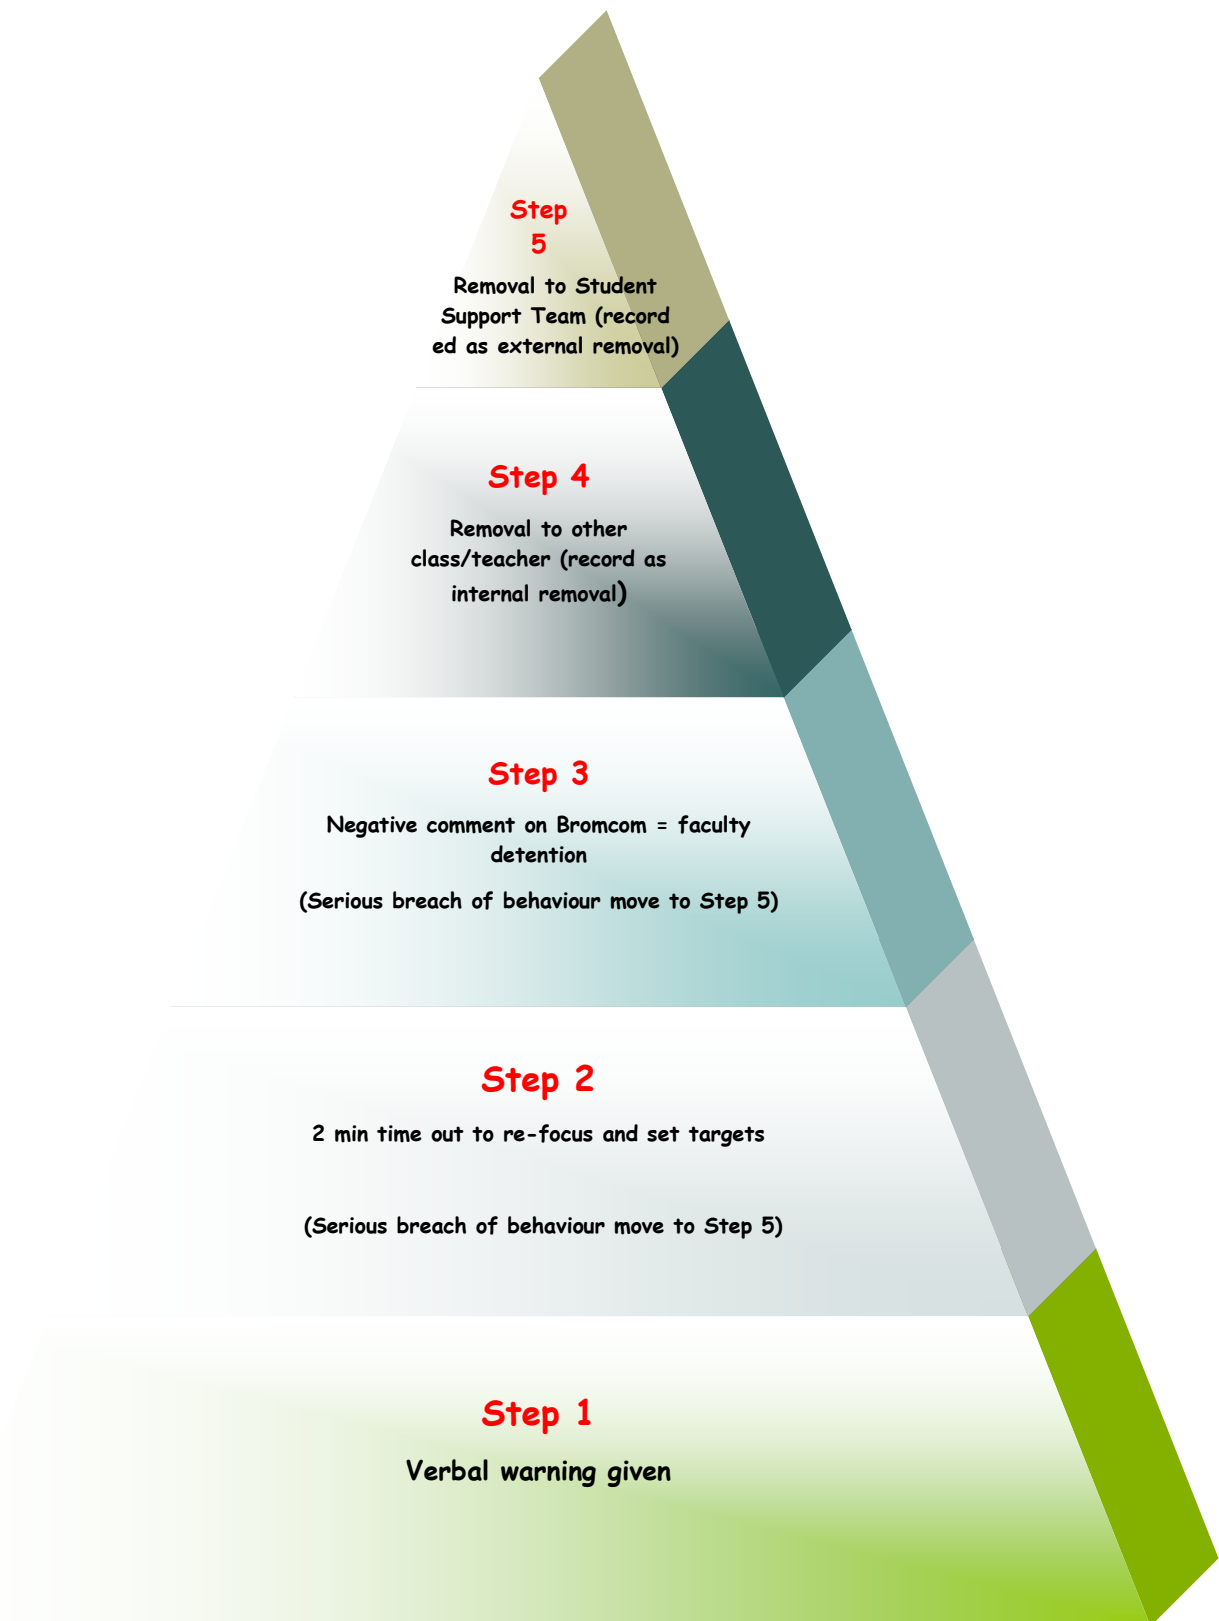 Step
5
Removal to Student
Support Team (record
ed as external removal)
Step 4
Removal to other
class/teacher (record as
internal removal)
Step 3
Negative comment on Bromcom = faculty
detention
(Serious breach of behaviour move to Step 5)
Step 2
2 min time out to re-focus and set targets
(Serious breach of behaviour move to Step 5)
Step 1
Verbal warning given